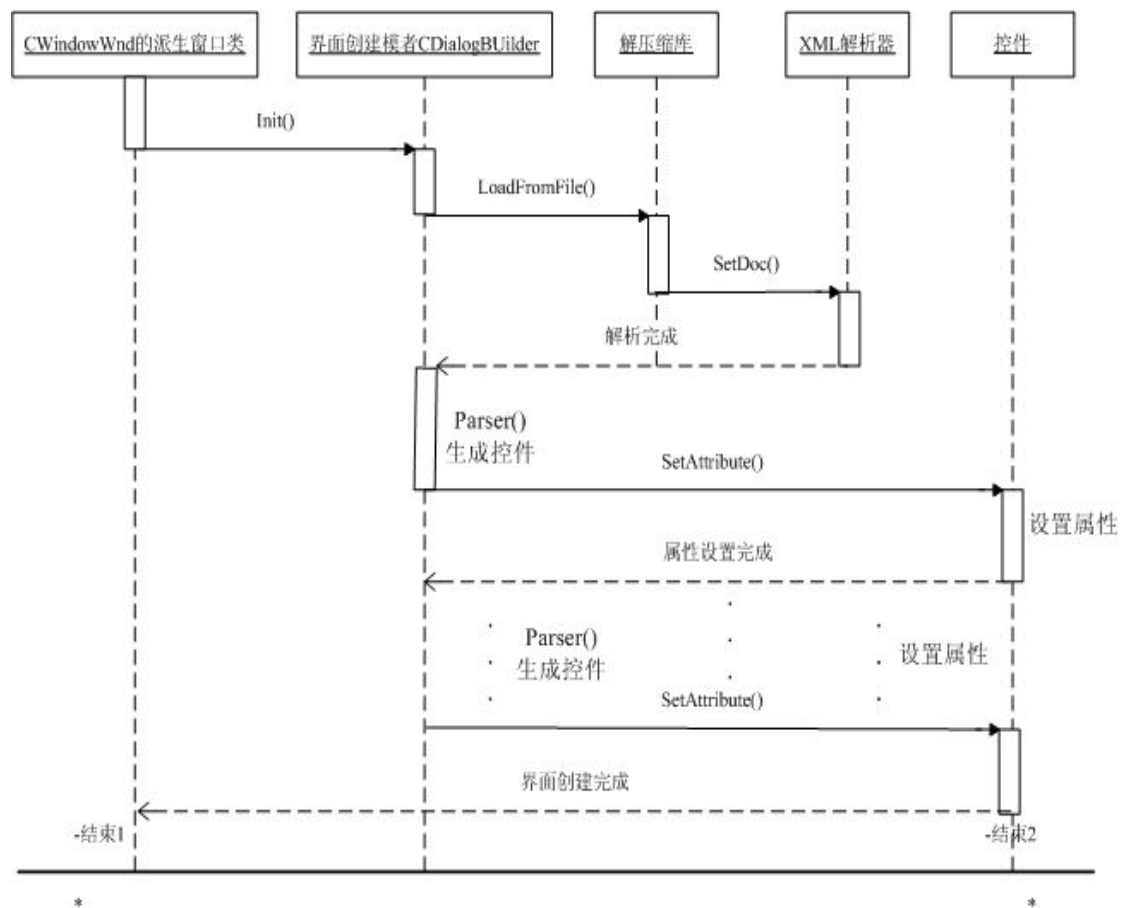 CWindowWnd的派生窗口类
界面创建模者CDialogBUilder
解压缩库
XML解析器
控件
Init()
LoadFromFile()
SetDoc()
解析完成
Parser()
生成控件
SetAttribute()
设置属性
属性设置完成
Parser()
生成控件
设置属性
SetAttribute()
界面创建完成
-结束1
-结束2
*
*